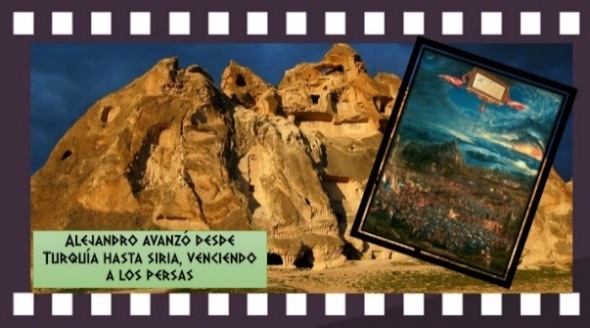 ALEJANDRO AVANZÓ DESDE
TURQUÍA HASTA SIRIA, VENCIENDO
A LOS PERSAS